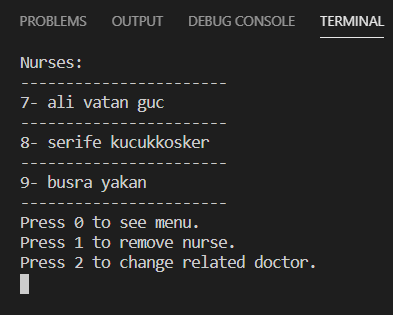 PROBLEMS OUTPUT DEBUG CONSOLE TERMINAL
Nurses:
-----------------------
7- ali vatan guc
-----------------------
8- serife kucukkosker
-----------------------
9- busra yakan
-----------------------
Press 0 to see menu.
Press 1 to remove nurse.
Press 2 to change related doctor.